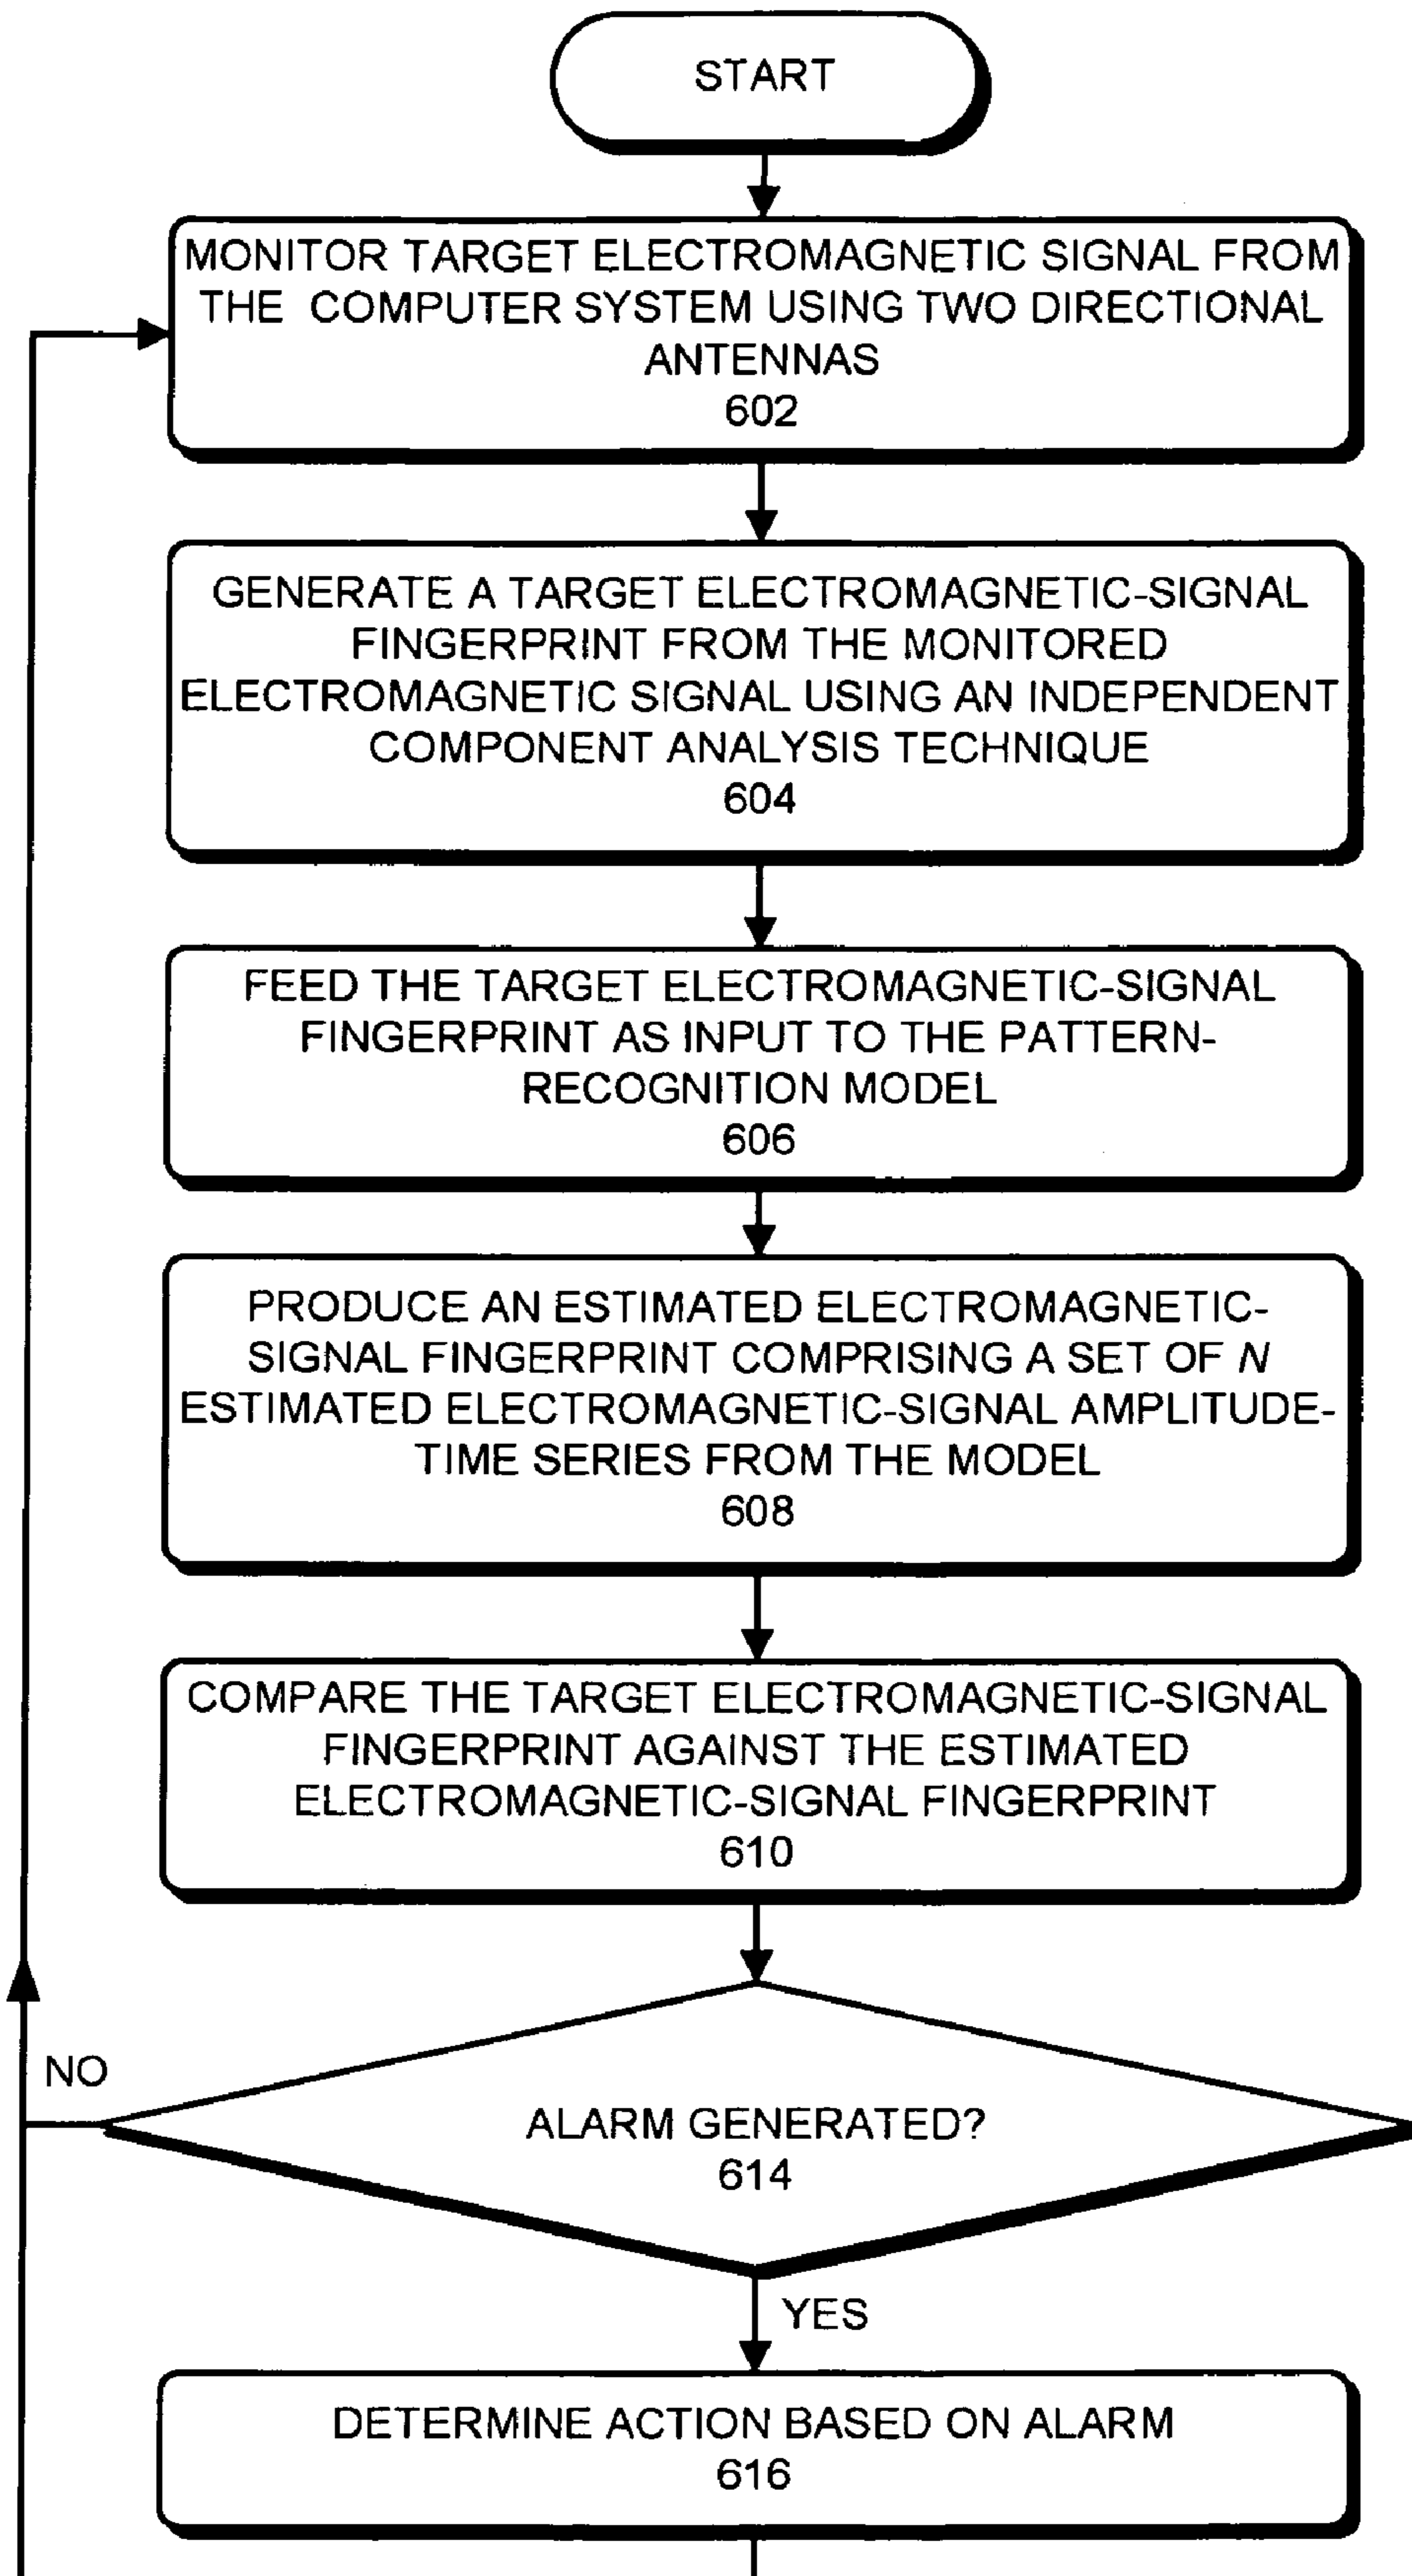 START
MONITOR TARGET ELECTROMAGNETIC SIGNAL FROM
THE COMPUTER SYSTEM USING TWO DIRECTIONAL
ANTENNAS
602
GENERATE A TARGET ELECTROMAGNETIC-SIGNAL
FINGERPRINT FROM THE MONITORED
ELECTROMAGNETIC SIGNAL USING AN INDEPENDENT
COMPONENT ANALYSIS TECHNIQUE
604
FEED THE TARGET ELECTROMAGNETIC-SIGNAL
FINGERPRINT AS INPUT TO THE PATTERN-
RECOGNITION MODEL
606
PRODUCE AN ESTIMATED ELECTROMAGNETIC-
SIGNAL FINGERPRINT COMPRISING A SET OF N
ESTIMATED ELECTROMAGNETIC-SIGNAL AMPLITUDE-
TIME SERIES FROM THE MODEL
608
COMPARE THE TARGET ELECTROMAGNETIC-SIGNAL
FINGERPRINT AGAINST THE ESTIMATED
ELECTROMAGNETIC-SIGNAL FINGERPRINT
610
NO
ALARM GENERATED?
614
YES
DETERMINE ACTION BASED ON ALARM
616